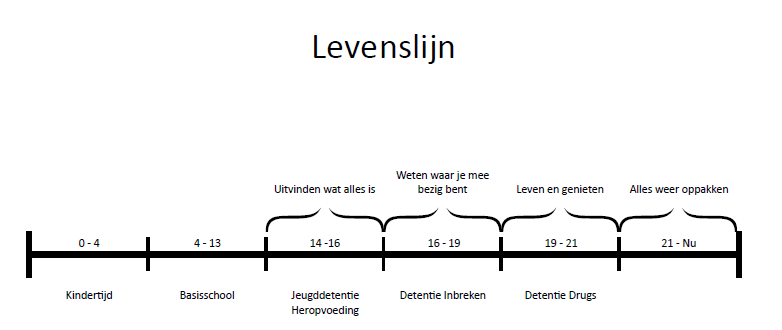 Levenslijn
Uitvinden wat alles is
Weten waar je mee
bezig bent
Leven en genieten
Alles weer oppakken
0 - 4
4 - 13
14 -16
16 - 19
19 - 21
21 - Nu
Kindertijd
Basisschool
Jeugddetentie
Heropvoeding
Detentie Inbreken
Detentie Drugs